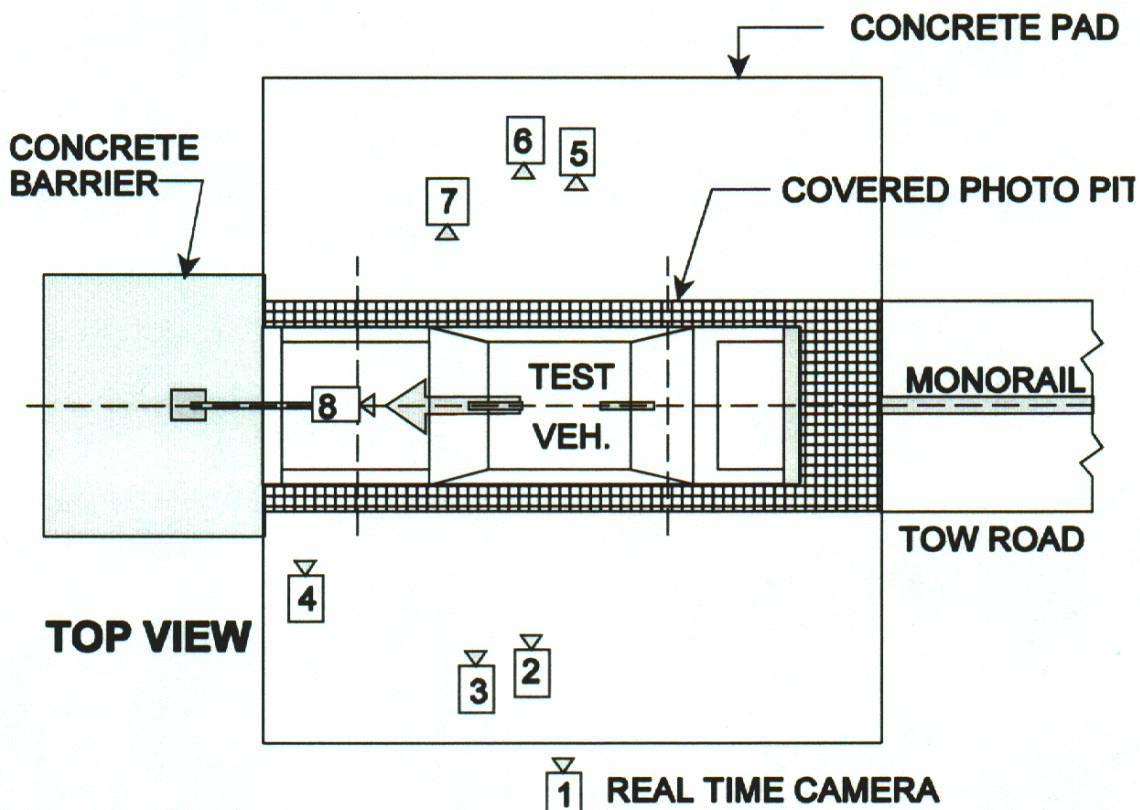 CONCRETE PAD
CONCRETE
BARRIER
6
5
7
COVERED PHOTO PIT
TEST
VEH.
8
MONORAIL
TOW ROAD
4
TOP VIEW
2
3
1
REAL TIME CAMERA